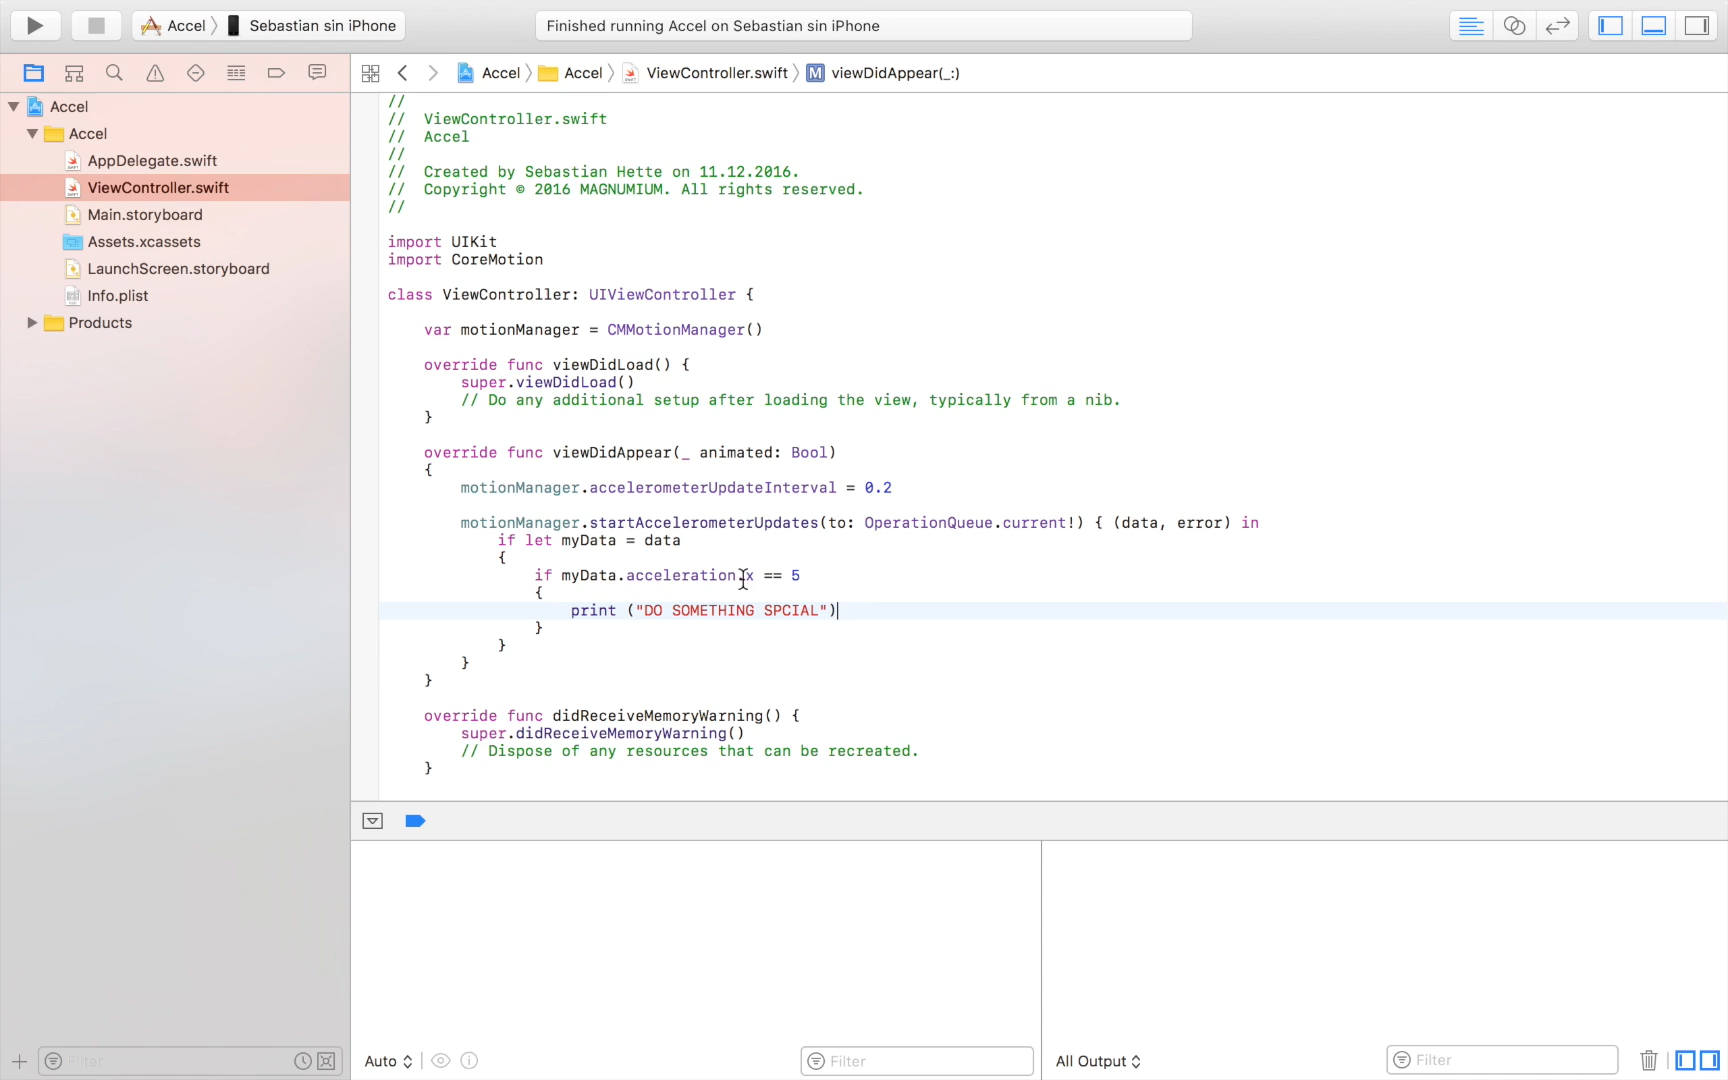 Accel 〉 Sebastian sin iPhone
Finished running Accel on Sebastian sin iPhone
Accel 〉 Accel 〉 ViewController.swift 〉 M viewDidAppear(_:)
Accel
Accel
AppDelegate.swift
ViewController.swift
Main.storyboard
Assets.xcassets
LaunchScreen.storyboard
Info.plist
Products
//
//  ViewController.swift
//  Accel
//
//  Created by Sebastian Hette on 11.12.2016.
//  Copyright © 2016 MAGNUMIUM. All rights reserved.
//
import UIKit
import CoreMotion
class ViewController: UIViewController {
var motionManager = CMMotionManager()
override func viewDidLoad() {
super.viewDidLoad()
// Do any additional setup after loading the view, typically from a nib.
}
override func viewDidAppear(_ animated: Bool)
{
motionManager.accelerometerUpdateInterval = 0.2
motionManager.startAccelerometerUpdates(to: OperationQueue.current!) { (data, error) in
if let myData = data
{
if myData.acceleration.x == 5
{
print ("DO SOMETHING SPCIAL")
}
}
}
}
override func didReceiveMemoryWarning() {
super.didReceiveMemoryWarning()
// Dispose of any resources that can be recreated.
}
Filter
Auto
Filter
All Output
Filter